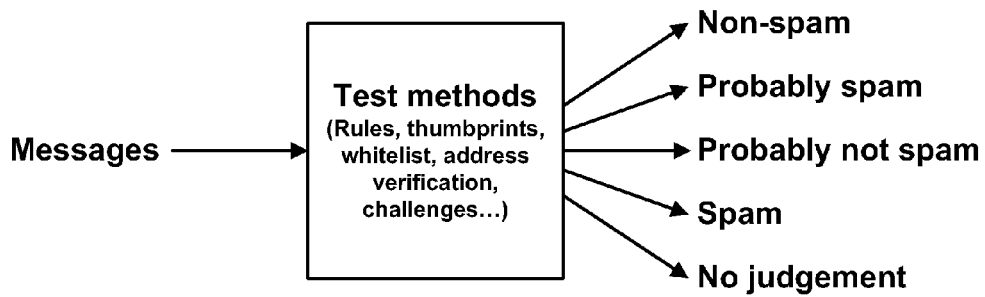 Messages
Test methods
(Rules, thumbprints,
whitelist, address
verification,
challenges...)
Non-spam
Probably spam
Probably not spam
Spam
No judgement